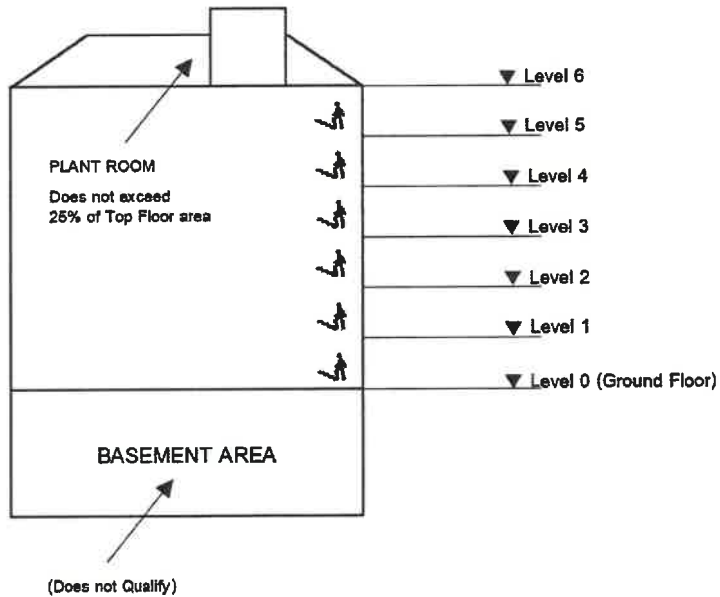 Level 6
Level 5
PLANT ROOM
Does not exceed
25% of Top Floor area
Level 4
Level 3
Level 2
Level 1
Level 0 (Ground Floor)
BASEMENT AREA
(Does not Qualify)